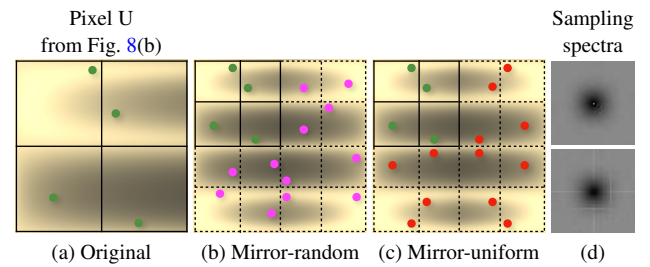 Pixel U
from Fig. 8(b)
Sampling
spectra
(a) Original
(b) Mirror-random
(c) Mirror-uniform
(d)